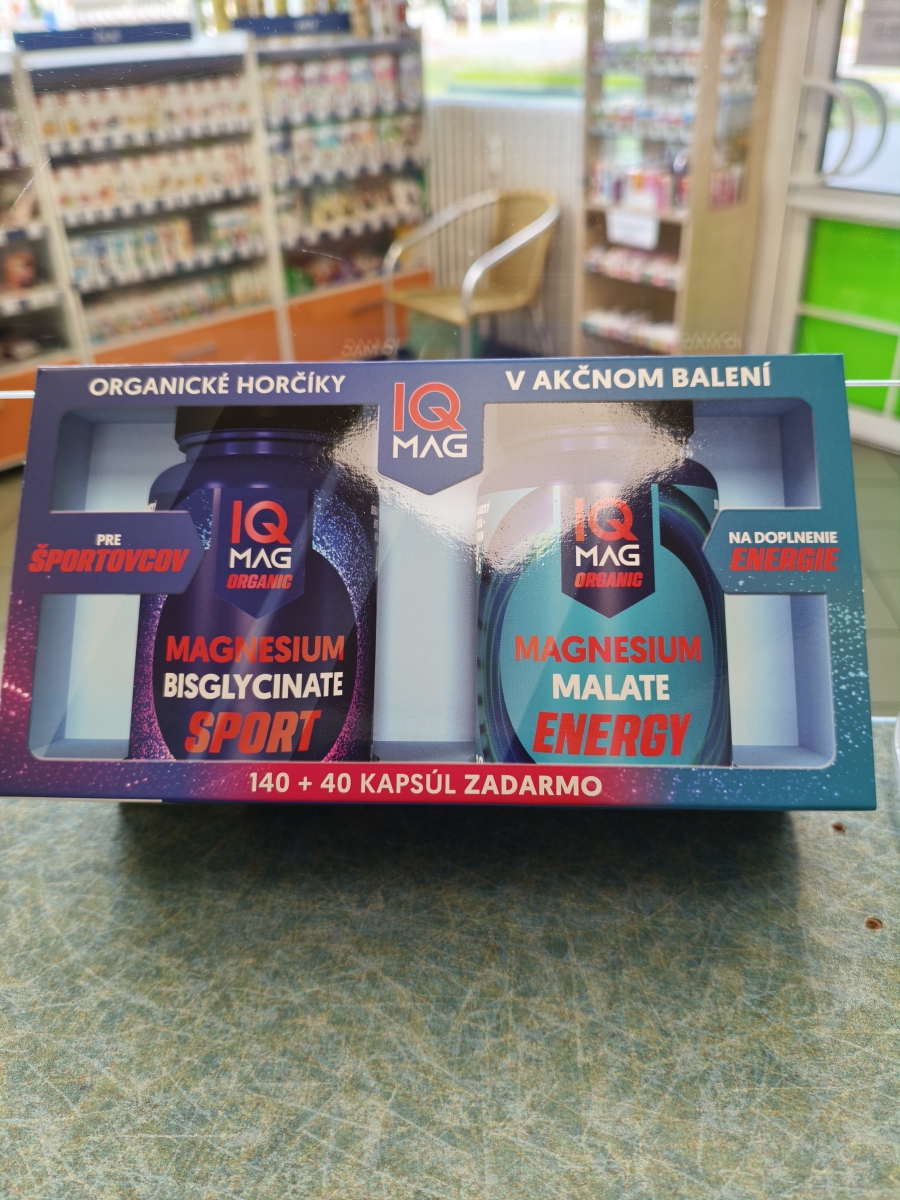 ORGANICKÉ HORČÍKY
IQ
MAG
V AKČNOM BALENÍ
PRE
ŠPORTOVCOV
IQ
MAG
ORGANIC
MAGNESIUM
BISGLYCINATE
SPORT
IQ
MAG
ORGANIC
MAGNESIUM
MALATE
ENERGY
NA DOPLNENIE
ENERGIE
140 + 40 KAPSÚL ZADARMO